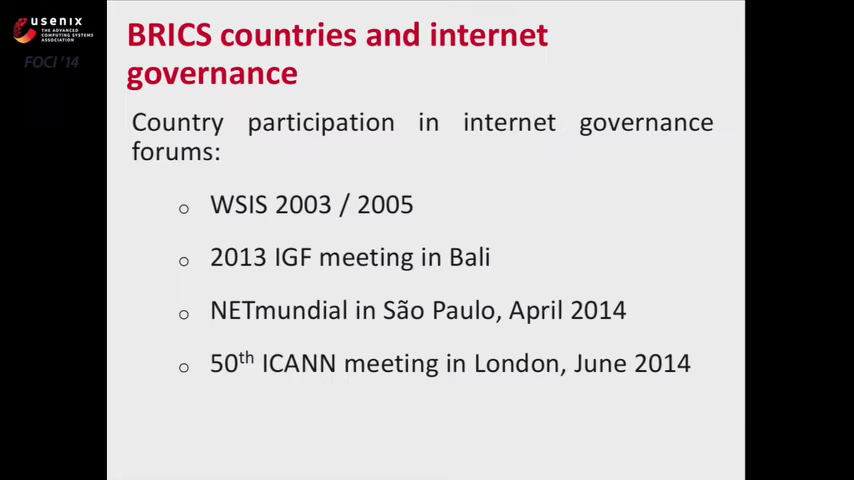 usenix
THE ADVANCED
COMPUTING SYSTEMS
ASSOCIATION
FOCI '14
BRICS countries and internet
governance
Country participation in internet governance
forums:
o WSIS 2003 / 2005
o 2013 IGF meeting in Bali
o NETmundial in São Paulo, April 2014
o 50th ICANN meeting in London, June 2014